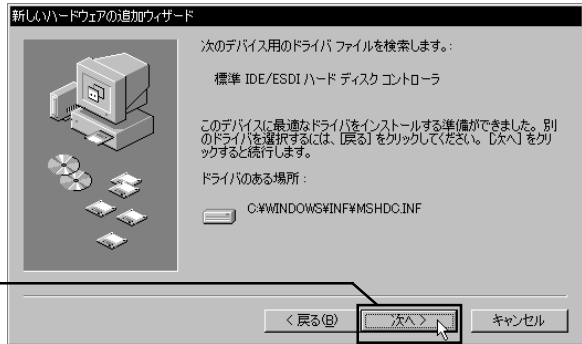 新しいハードウェアの追加ウィザード
次のデバイス用のドライバ ファイルを検索します。:
標準 IDE/ESDI ハード ディスク コントローラ
このデバイスに最適なドライバをインストールする準備ができました。別
のドライバを選択するには、[戻る] をクリックしてください。[次へ] をクリ
ックすると続行します。
ドライバのある場所:
C:¥WINDOWS¥INF¥MSHDC.INF
< 戻る(B)
次へ >
キャンセル